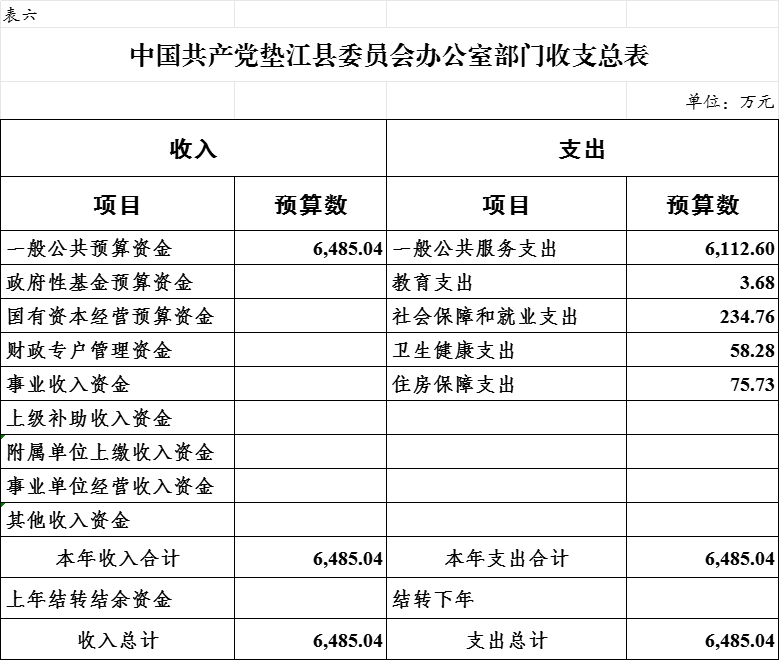 表六
中国共产党垫江县委员会办公室部门收支总表
单位：万元
收入 支出
项目 预算数 项目 预算数
一般公共预算资金 6,485.04 一般公共服务支出 6,112.60
政府性基金预算资金 教育支出 3.68
国有资本经营预算资金 社会保障和就业支出 234.76
财政专户管理资金 卫生健康支出 58.28
事业收入资金 住房保障支出 75.73
上级补助收入资金
附属单位上缴收入资金
事业单位经营收入资金
其他收入资金
本年收入合计 6,485.04 本年支出合计 6,485.04
上年结转结余资金 结转下年
收入总计 6,485.04 支出总计 6,485.04